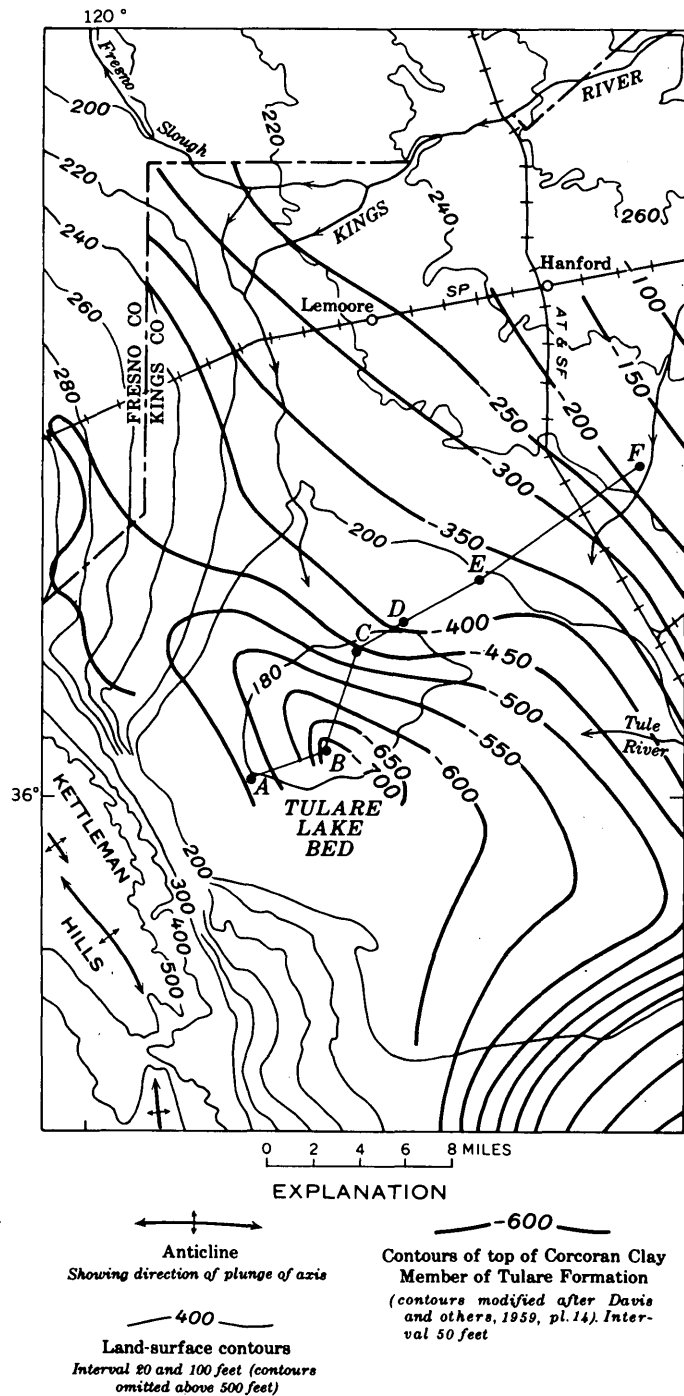 120°
Fresno
Slough
200
220
220
240
260
280
KINGS
RIVER
240
260
Hanford
SP
Lemoore
AT & SF
FRESNO CO
KINGS CO
-100
-150
-200
-250
-300
-350
200
F
E
D
C
-400
-450
-500
-550
-600
-650
-700
180
B
A
Tule
River
36°
TULARE
LAKE
BED
KETTLEMAN
HILLS
200
300
400
500
0 2 4 6 8 MILES
EXPLANATION
Anticline
Showing direction of plunge of axis
400
Land-surface contours
Interval 20 and 100 feet (contours
omitted above 500 feet)
-600
Contours of top of Corcoran Clay
Member of Tulare Formation
(contours modified after Davis
and others, 1959, pl. 14). Inter-
val 50 feet